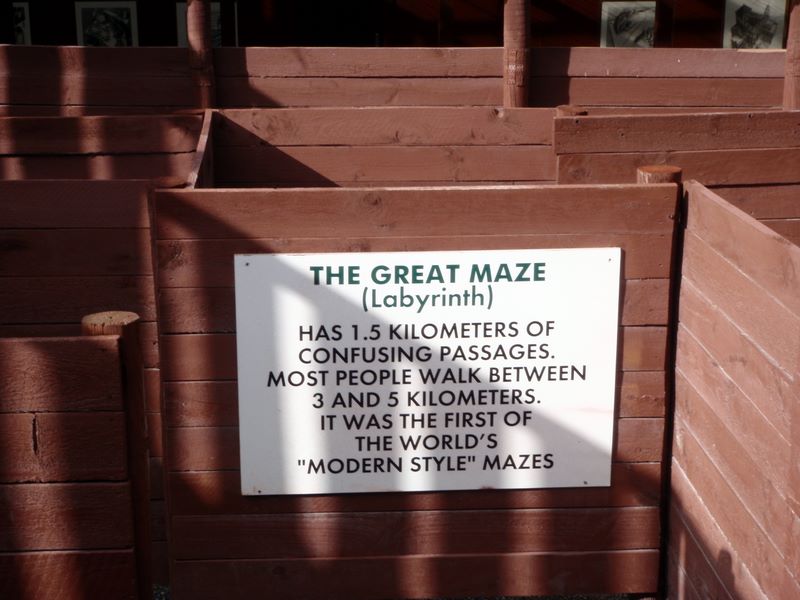 THE GREAT MAZE
(Labyrinth)
HAS 1.5 KILOMETERS OF
CONFUSING PASSAGES.
MOST PEOPLE WALK BETWEEN
3 AND 5 KILOMETERS.
IT WAS THE FIRST OF
THE WORLD'S
"MODERN STYLE" MAZES